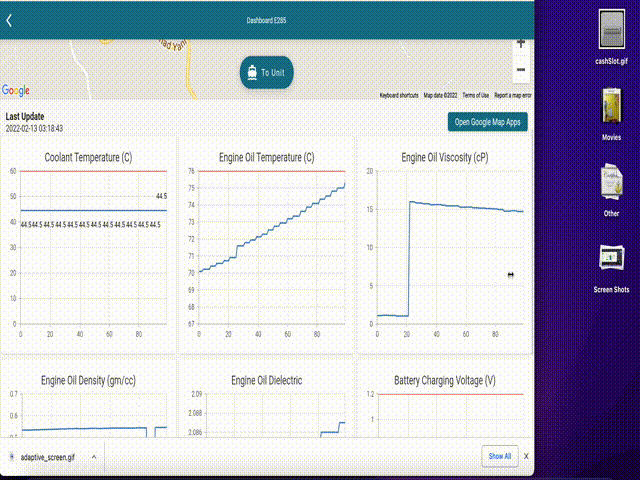 Dashboard E285
To Unit
Google
Keyboard shortcuts Map data ©2022 Terms of Use Report a map error
Last Update
2022-02-13 03:18:43
Open Google Map Apps
Coolant Temperature (C)
60
50
40
30
20
10
0
44.5
44.5 44.5 44.5 44.5 44.5 44.5 44.5 44.5 44.5 44.5 44.5
0 20 40 60 80
Engine Oil Temperature (C)
76
75
74
73
72
71
70
69
68
67
0 20 40 60 80
Engine Oil Viscosity (cP)
20
15
10
5
0
0 20 40 60 80
Engine Oil Density (gm/cc)
0.7
0.6
Engine Oil Dielectric
2.09
2.088
2.086
Battery Charging Voltage (V)
1.2
1
adaptive_screen.gif
Show All X
cashSlot.gif
Movies
Other
Screen Shots